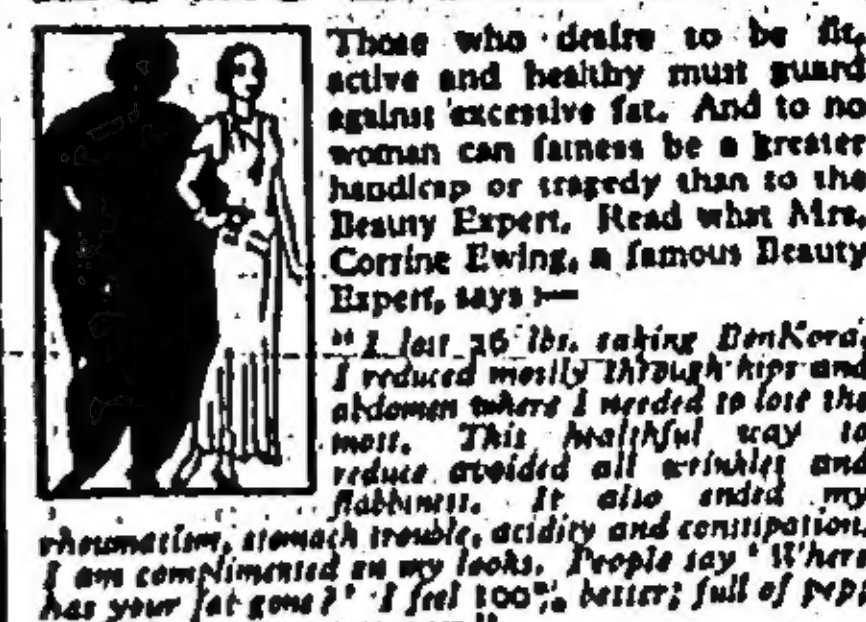 Those who desire to be fit,
active and healthy must guard
against excessive fat. And to no
woman can fatness be a greater
handicap or tragedy than to the
Beauty Expert. Read what Mrs.
Corrine Ewing, a famous Beauty
Expert, says :—
"I lost 26 lbs. taking BonKora,
I reduced mostly through hips and
abdomen where I needed to lose the
most. This healthful way to
reduce avoided all wrinkles and
flabbiness. It also ended my
rheumatism, stomach trouble, acidity and constipation.
I am complimented on my looks. People say 'Where
has your fat gone?' I feel 100% better; full of pep;